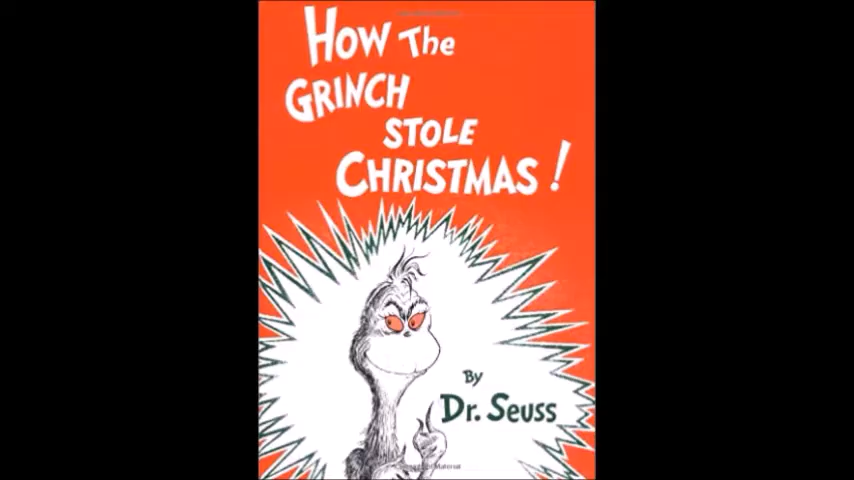 How The
GRINCH
STOLE
CHRISTMAS!
By
Dr. Seuss